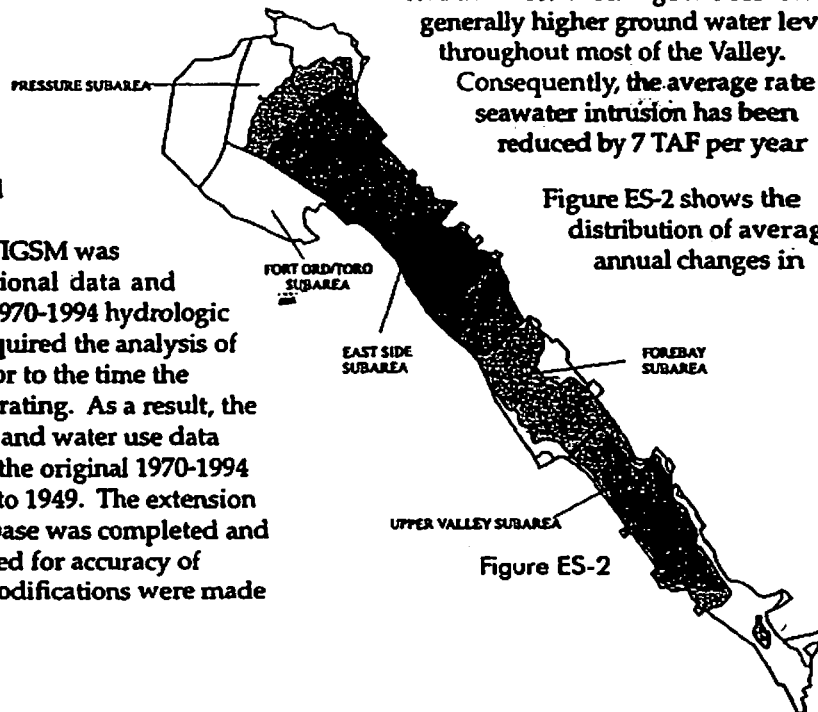 generally higher ground water lev
throughout most of the Valley.
Consequently, the average rate
seawater intrusion has been
reduced by 7 TAF per year
Figure ES-2 shows the
distribution of averag
annual changes in
PRESSURE SUBAREA
FORT ORD/TORO
SUBAREA
EAST SIDE
SUBAREA
FOREBAY
SUBAREA
UPPER VALLEY SUBAREA
Figure ES-2
IGSM was
ional data and
1970-1994 hydrologic
quired the analysis of
or to the time the
rating. As a result, the
and water use data
the original 1970-1994
to 1949. The extension
base was completed and
ed for accuracy of
odifications were made